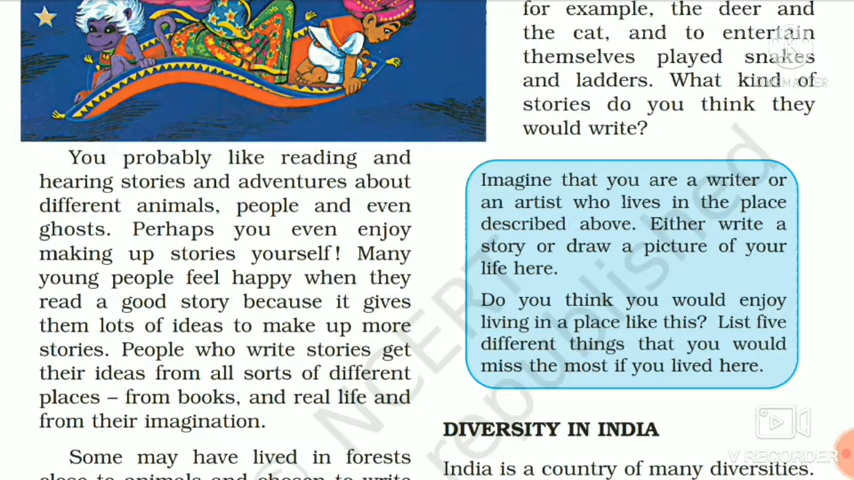 You probably like reading and
hearing stories and adventures about
different animals, people and even
ghosts. Perhaps you even enjoy
making up stories yourself! Many
young people feel happy when they
read a good story because it gives
them lots of ideas to make up more
stories. People who write stories get
their ideas from all sorts of different
places – from books, and real life and
from their imagination.
Some may have lived in forests
close to animals and chosen to write
for example, the deer and
the cat, and to entertain
themselves played snakes
and ladders. What kind of
stories do you think they
would write?
Imagine that you are a writer or
an artist who lives in the place
described above. Either write a
story or draw a picture of your
life here.
Do you think you would enjoy
living in a place like this? List five
different things that you would
miss the most if you lived here.
DIVERSITY IN INDIA
India is a country of many diversities.
© NCERT
republished
V RECORDER